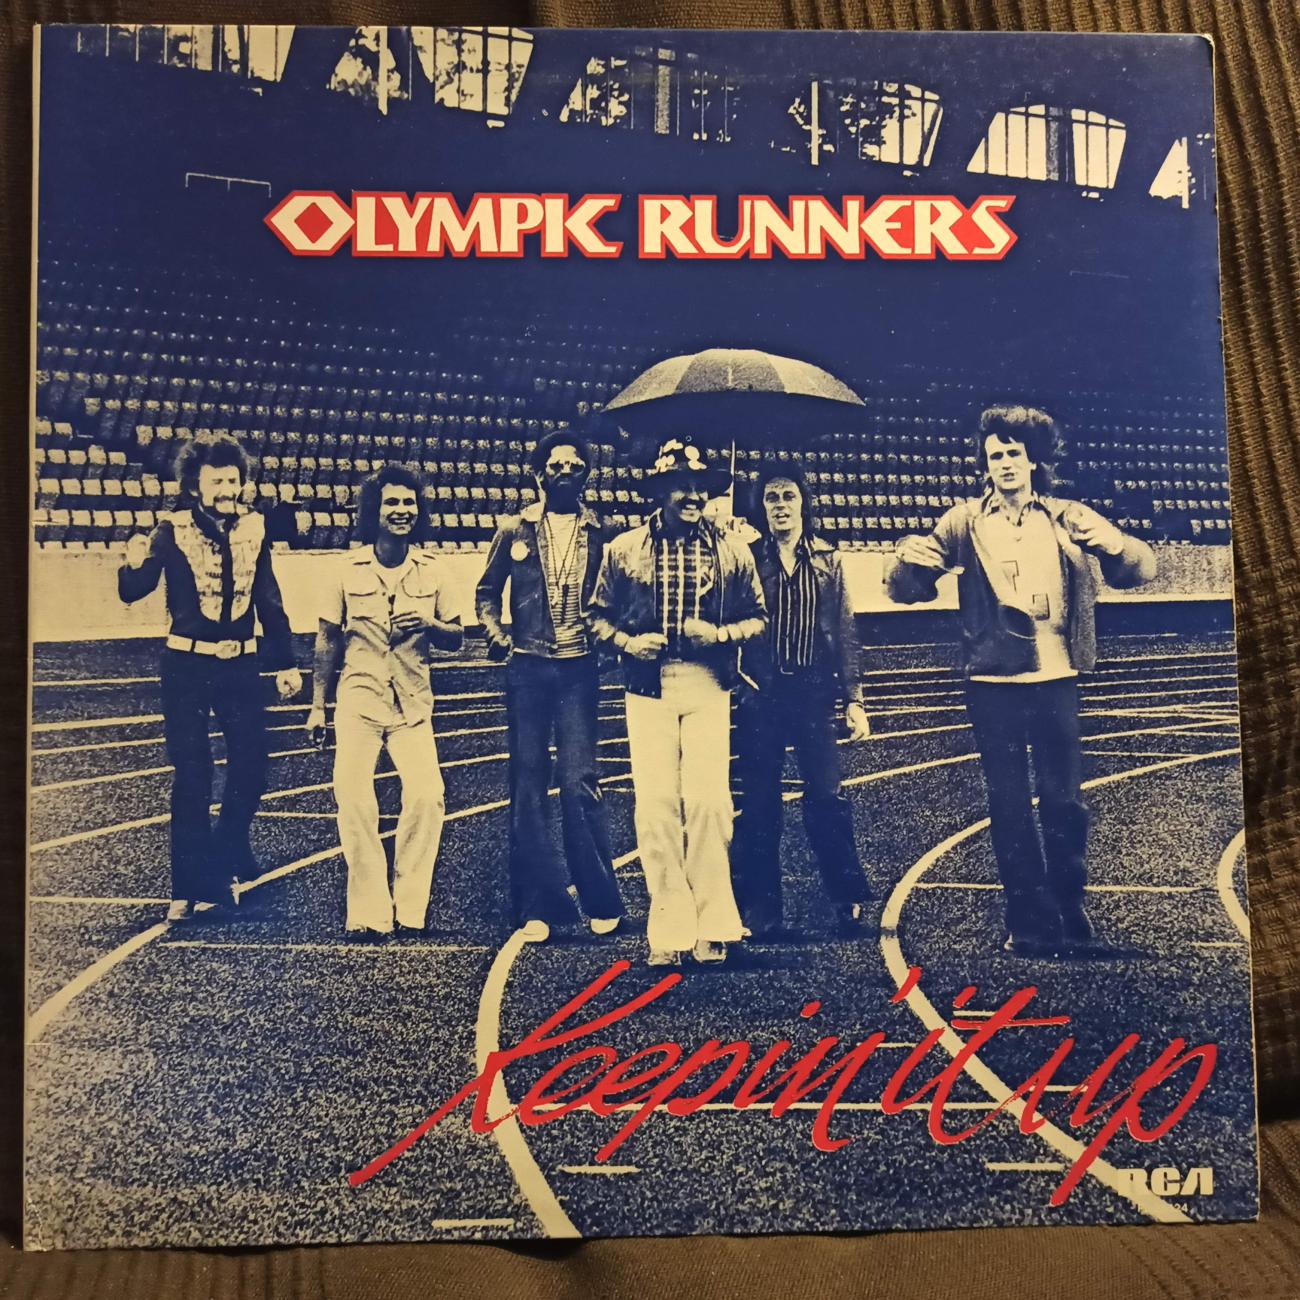 OLYMPIC RUNNERS
Keepin' it up
RCA